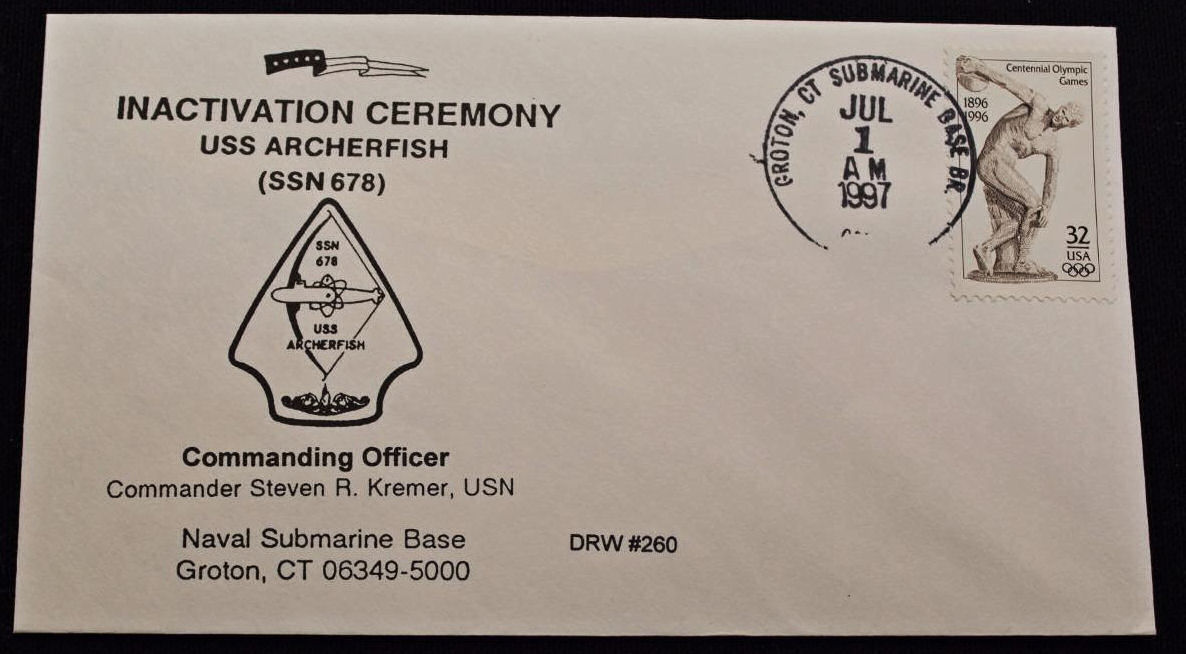 INACTIVATION CEREMONY
USS ARCHERFISH
(SSN 678)
SSN
678
USS
ARCHERFISH
Commanding Officer
Commander Steven R. Kremer, USN
Naval Submarine Base
Groton, CT 06349-5000
DRW #260
GROTON, CT SUBMARINE BASE BR.
JUL
1
AM
1997
Centennial Olympic
Games
1896
1996
32
USA